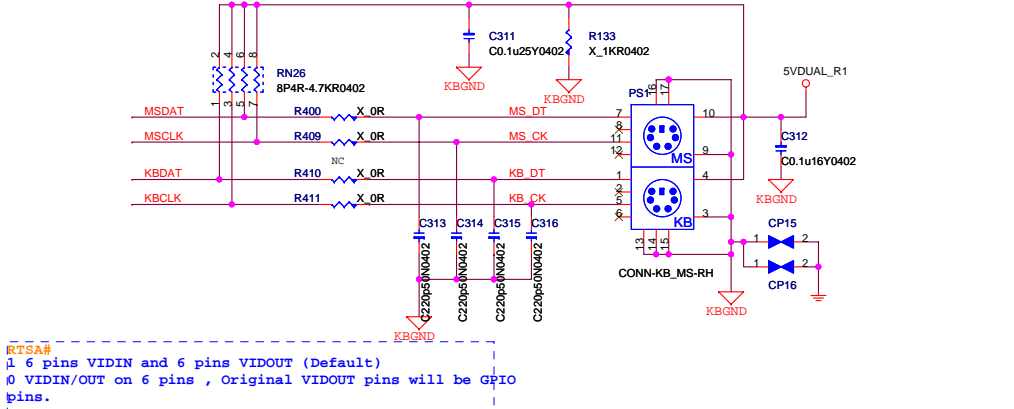 2 4 6 8
C311
C0.1u25Y0402
R133
X_1KR0402
RN26
8P4R-4.7KR0402
KBGND
KBGND
5VDUAL_R1
1 3 5 7
PS1
16 17
MSDAT R400 X_0R MS_DT 7 10
8
MSCLK R409 X_0R MS_CK 11
12
MS
9
C312
C0.1u16Y0402
NC
KBDAT R410 X_0R KB_DT 1 4
2
KBCLK R411 X_0R KB_CK 5
6
KB
3
KBGND
C313 C314 C315 C316
C220p50N0402 C220p50N0402 C220p50N0402 C220p50N0402
13 14 15
CONN-KB_MS-RH
CP15
1 2
1 2
CP16
KBGND
KBGND
RTSA#
1 6 pins VIDIN and 6 pins VIDOUT (Default)
0 VIDIN/OUT on 6 pins , Original VIDOUT pins will be GPIO
pins.